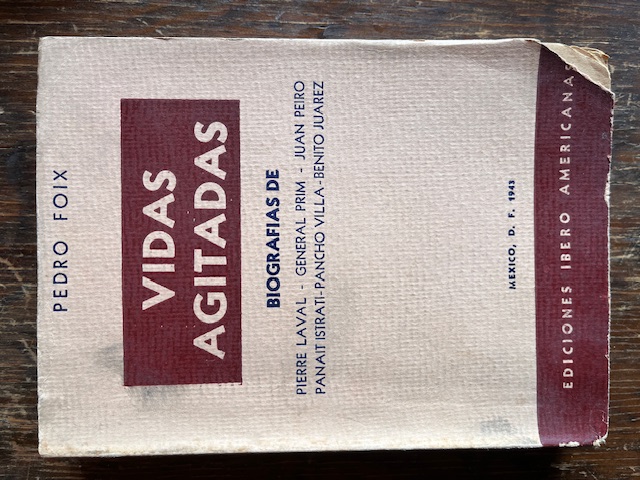 PEDRO FOIX
VIDAS
AGITADAS
BIOGRAFIAS DE
PIERRE LAVAL - GENERAL PRIM - JUAN PEIRO
PANAIT ISTRATI-PANCHO VILLA-BENITO JUAREZ
MEXICO, D. F. 1943
EDICIONES IBERO AMERICANAS